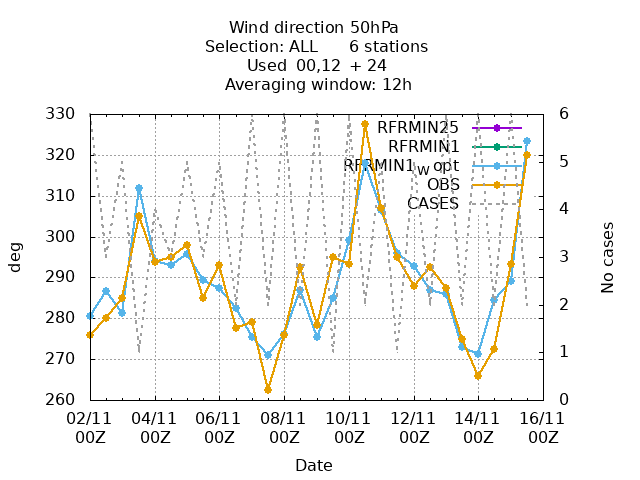 Wind direction 50hPa
Selection: ALL 6 stations
Used 00,12 + 24
Averaging window: 12h
330
320
310
300
290
280
270
260
deg
6
5
4
3
2
1
0
No cases
RFRMIN25
RFRMIN1
RFRMIN1wopt
OBS
CASES
02/11 04/11 06/11 08/11 10/11 12/11 14/11 16/11
00Z 00Z 00Z 00Z 00Z 00Z 00Z 00Z
Date